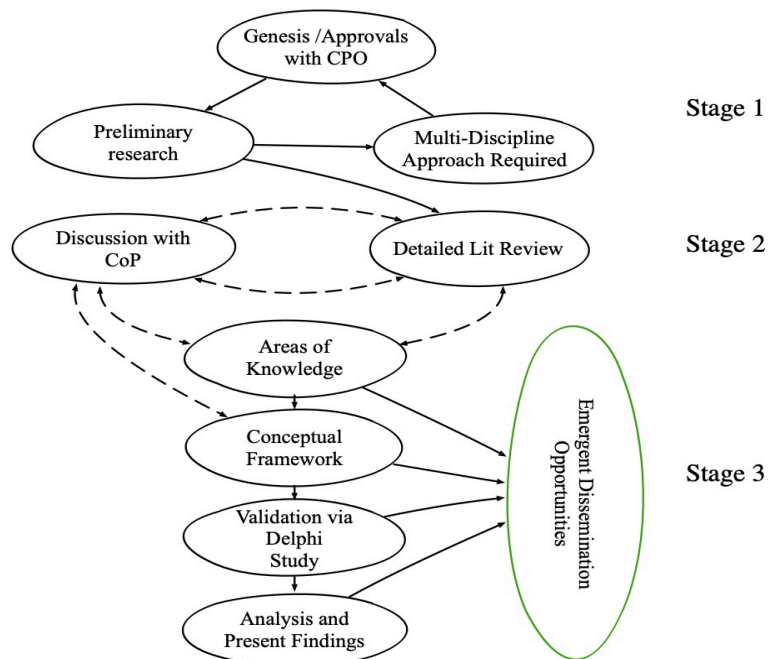 Genesis /Approvals
with CPO
Stage 1
Preliminary
research
Multi-Discipline
Approach Required
Stage 2
Discussion with
CoP
Detailed Lit Review
Areas of
Knowledge
Conceptual
Framework
Stage 3
Emergent Dissemination
Opportunities
Validation via
Delphi
Study
Analysis and
Present Findings